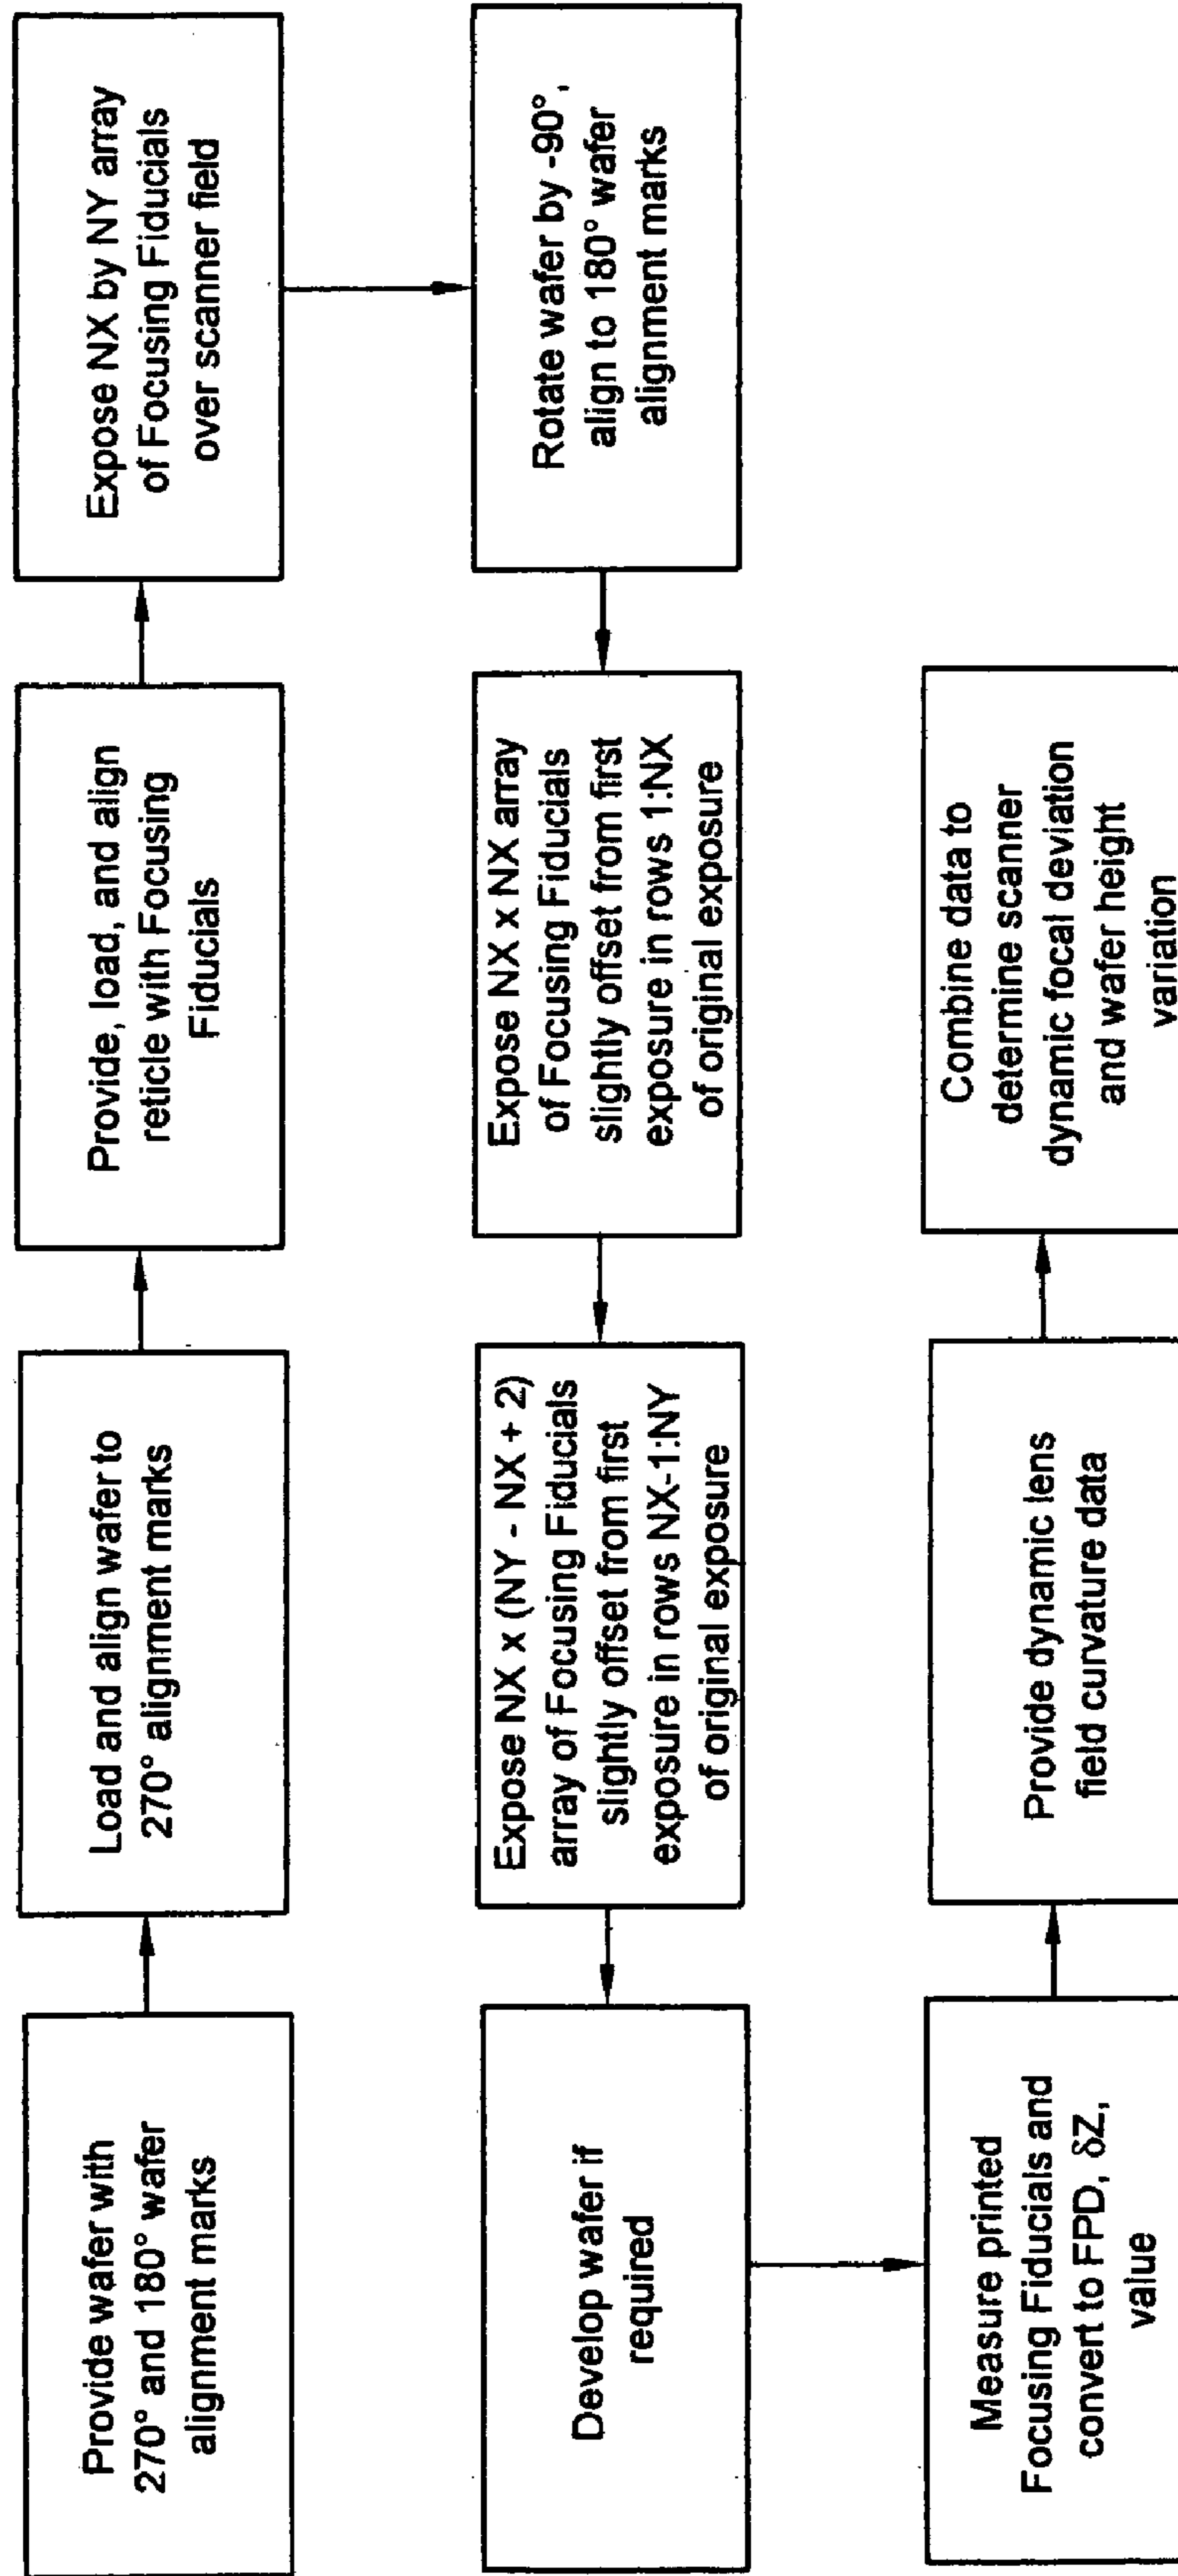 Provide wafer with
270° and 180° wafer
alignment marks
Load and align wafer to
270° alignment marks
Provide, load, and align
reticle with Focusing
Fiducials
Expose NX by NY array
of Focusing Fiducials
over scanner field
Rotate wafer by -90°,
align to 180° wafer
alignment marks
Expose NX x NX array
of Focusing Fiducials
slightly offset from first
exposure in rows 1:NX
of original exposure
Expose NX x (NY - NX + 2)
array of Focusing Fiducials
slightly offset from first
exposure in rows NX-1:NY
of original exposure
Develop wafer if
required
Measure printed
Focusing Fiducials and
convert to FPD, δZ,
value
Provide dynamic lens
field curvature data
Combine data to
determine scanner
dynamic focal deviation
and wafer height
variation